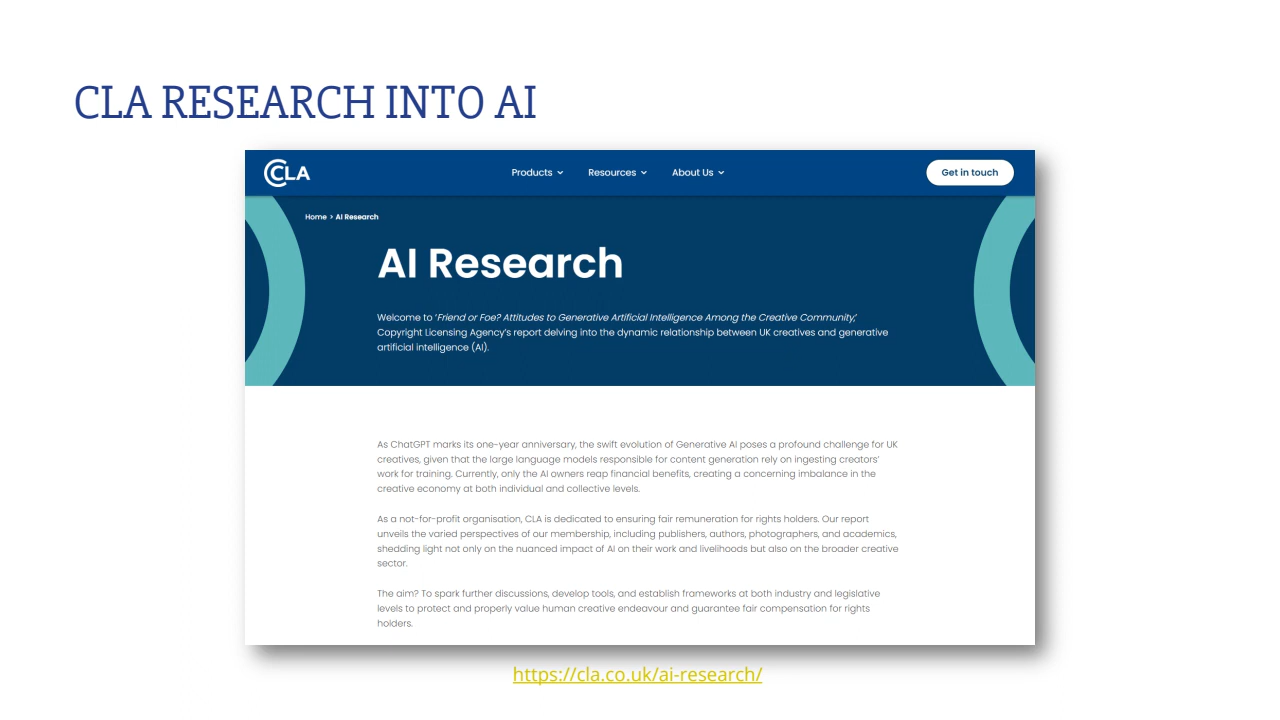 CLA RESEARCH INTO AI
CLA
Products
Resources
About Us
Get in touch
Home > AI Research
AI Research
Welcome to 'Friend or Foe? Attitudes to Generative Artificial Intelligence Among the Creative Community,'
Copyright Licensing Agency's report delving into the dynamic relationship between UK creatives and generative
artificial intelligence (AI).
As ChatGPT marks its one-year anniversary, the swift evolution of Generative AI poses a profound challenge for UK
creatives, given that the large language models responsible for content generation rely on ingesting creators'
work for training. Currently, only the AI owners reap financial benefits, creating a concerning imbalance in the
creative economy at both individual and collective levels.
As a not-for-profit organisation, CLA is dedicated to ensuring fair remuneration for rights holders. Our report
unveils the varied perspectives of our membership, including publishers, authors, photographers, and academics,
shedding light not only on the nuanced impact of AI on their work and livelihoods but also on the broader creative
sector.
The aim? To spark further discussions, develop tools, and establish frameworks at both industry and legislative
levels to protect and properly value human creative endeavour and guarantee fair compensation for rights
holders.
https://cla.co.uk/ai-research/